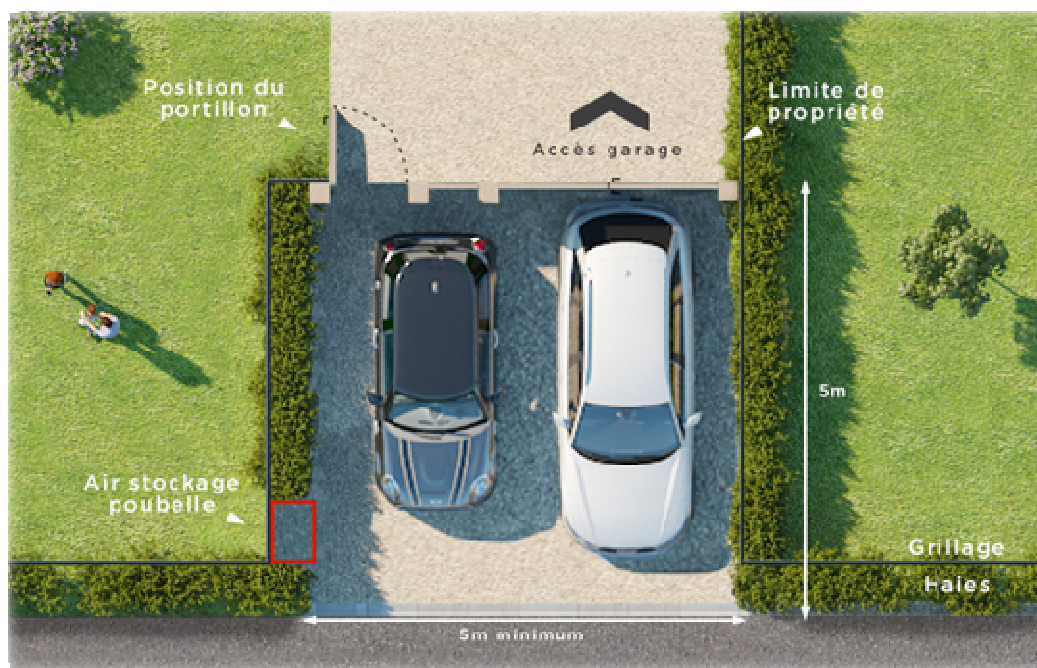 Position du
portillon
Limite de
propriété
Accès garage
5m
Air stockage
poubelle
Grillage
Haies
5m minimum